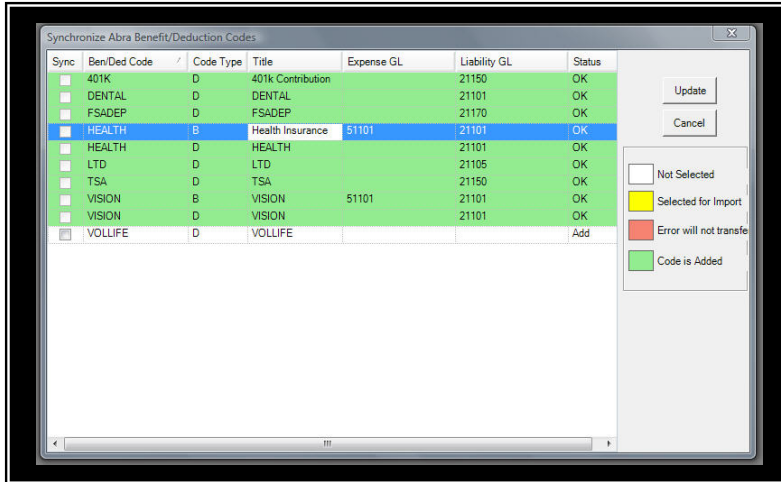 Synchronize Abra Benefit/Deduction Codes
Sync Ben/Ded Code Code Type Title Expense GL Liability GL Status
401K D 401k Contribution 21150 OK
DENTAL D DENTAL 21101 OK
FSADEP D FSADEP 21170 OK
HEALTH B Health Insurance 51101 21101 OK
HEALTH D HEALTH 21101 OK
LTD D LTD 21105 OK
TSA D TSA 21150 OK
VISION B VISION 51101 21101 OK
VISION D VISION 21101 OK
VOLLIFE D VOLLIFE Add
Update
Cancel
Not Selected
Selected for Import
Error will not transfe
Code is Added